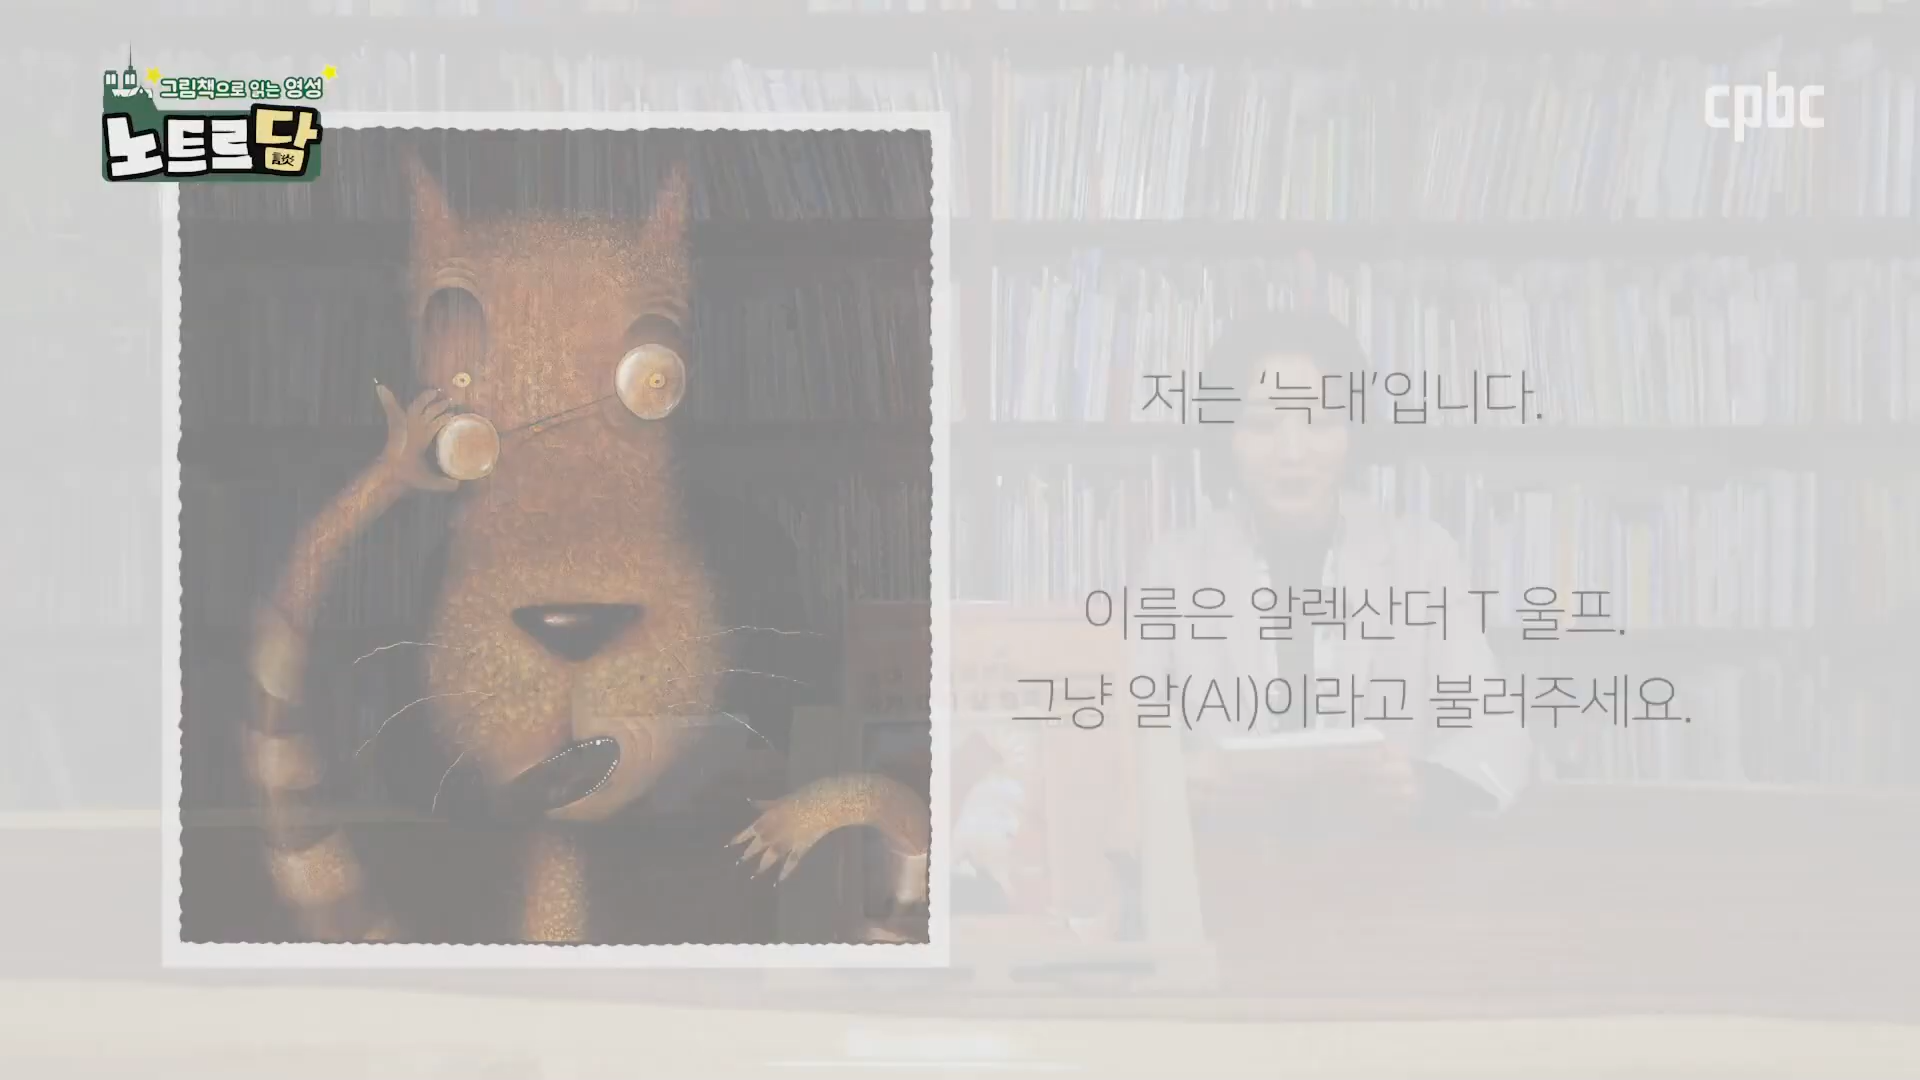 그림책으로 읽는 영성
노트르담
談
cpbc
저는 ‘늑대’입니다.
이름은 알렉산더 T 울프.
그냥 알(Al)이라고 불러주세요.